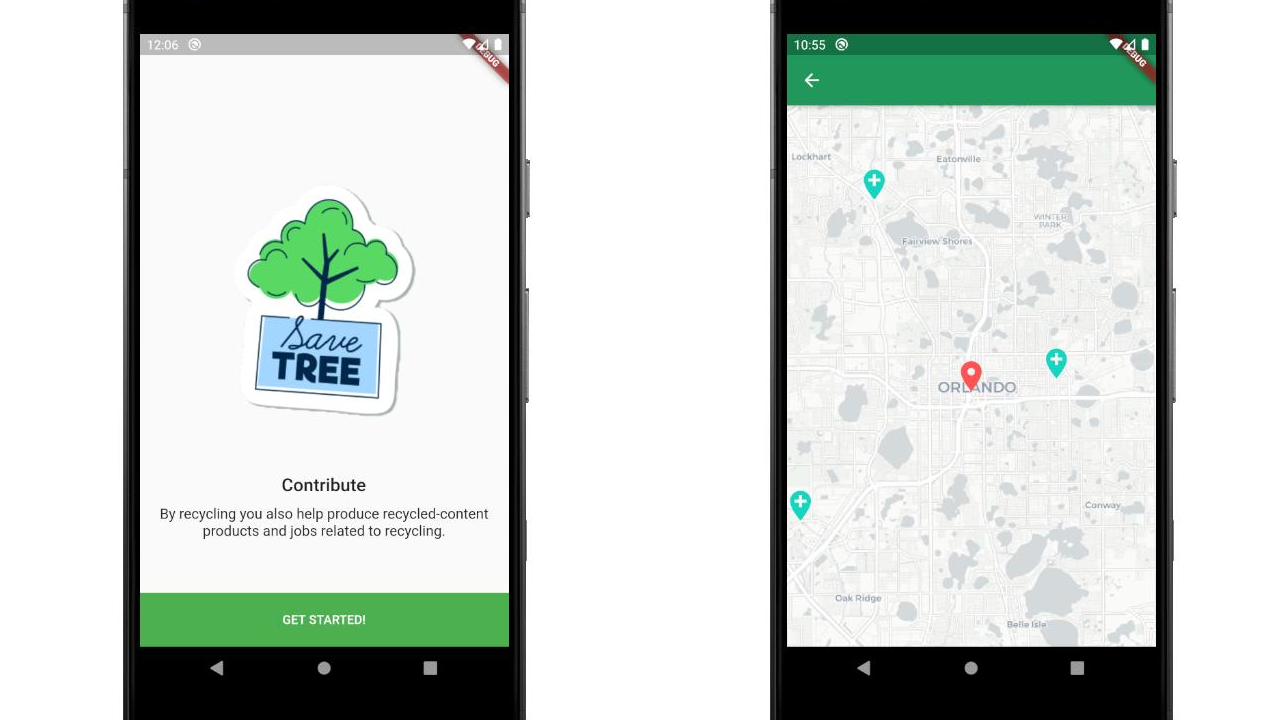 12:06
DEBUG
Save
TREE
Contribute
By recycling you also help produce recycled-content
products and jobs related to recycling.
GET STARTED!
10:55
DEBUG
Lockhart
Eatonville
WINTER
PARK
Fairview Shores
ORLANDO
Conway
Oak Ridge
Belle Isle